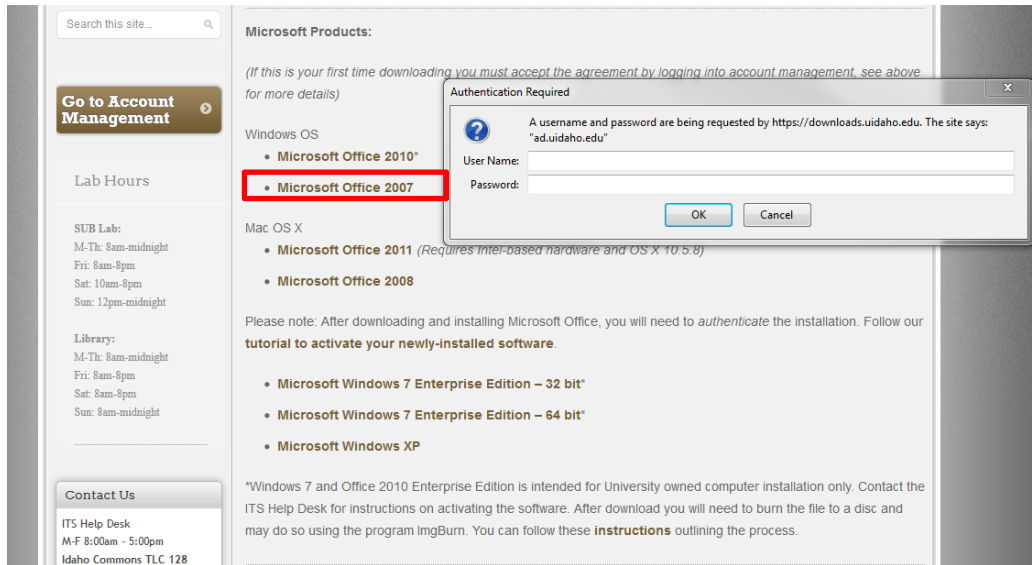 Search this site...
Go to Account
Management
Lab Hours
SUB Lab:
M-Th: 8am-midnight
Fri: 8am-8pm
Sat: 10am-8pm
Sun: 12pm-midnight
Library:
M-Th: 8am-midnight
Fri: 8am-8pm
Sat: 8am-8pm
Sun: 8am-midnight
Contact Us
ITS Help Desk
M-F 8:00am - 5:00pm
Idaho Commons TLC 128
Microsoft Products:
(If this is your first time downloading you must accept the agreement by logging into account management, see above
for more details)
Windows OS
• Microsoft Office 2010*
• Microsoft Office 2007
Mac OS X
• Microsoft Office 2011 (Requires Intel-based hardware and OS X 10.5.8)
• Microsoft Office 2008
Please note: After downloading and installing Microsoft Office, you will need to authenticate the installation. Follow our
tutorial to activate your newly-installed software.
• Microsoft Windows 7 Enterprise Edition – 32 bit*
• Microsoft Windows 7 Enterprise Edition – 64 bit*
• Microsoft Windows XP
*Windows 7 and Office 2010 Enterprise Edition is intended for University owned computer installation only. Contact the
ITS Help Desk for instructions on activating the software. After download you will need to burn the file to a disc and
may do so using the program ImgBurn. You can follow these instructions outlining the process.
Authentication Required
x
A username and password are being requested by https://downloads.uidaho.edu. The site says:
"ad.uidaho.edu"
User Name:
Password:
OK
Cancel